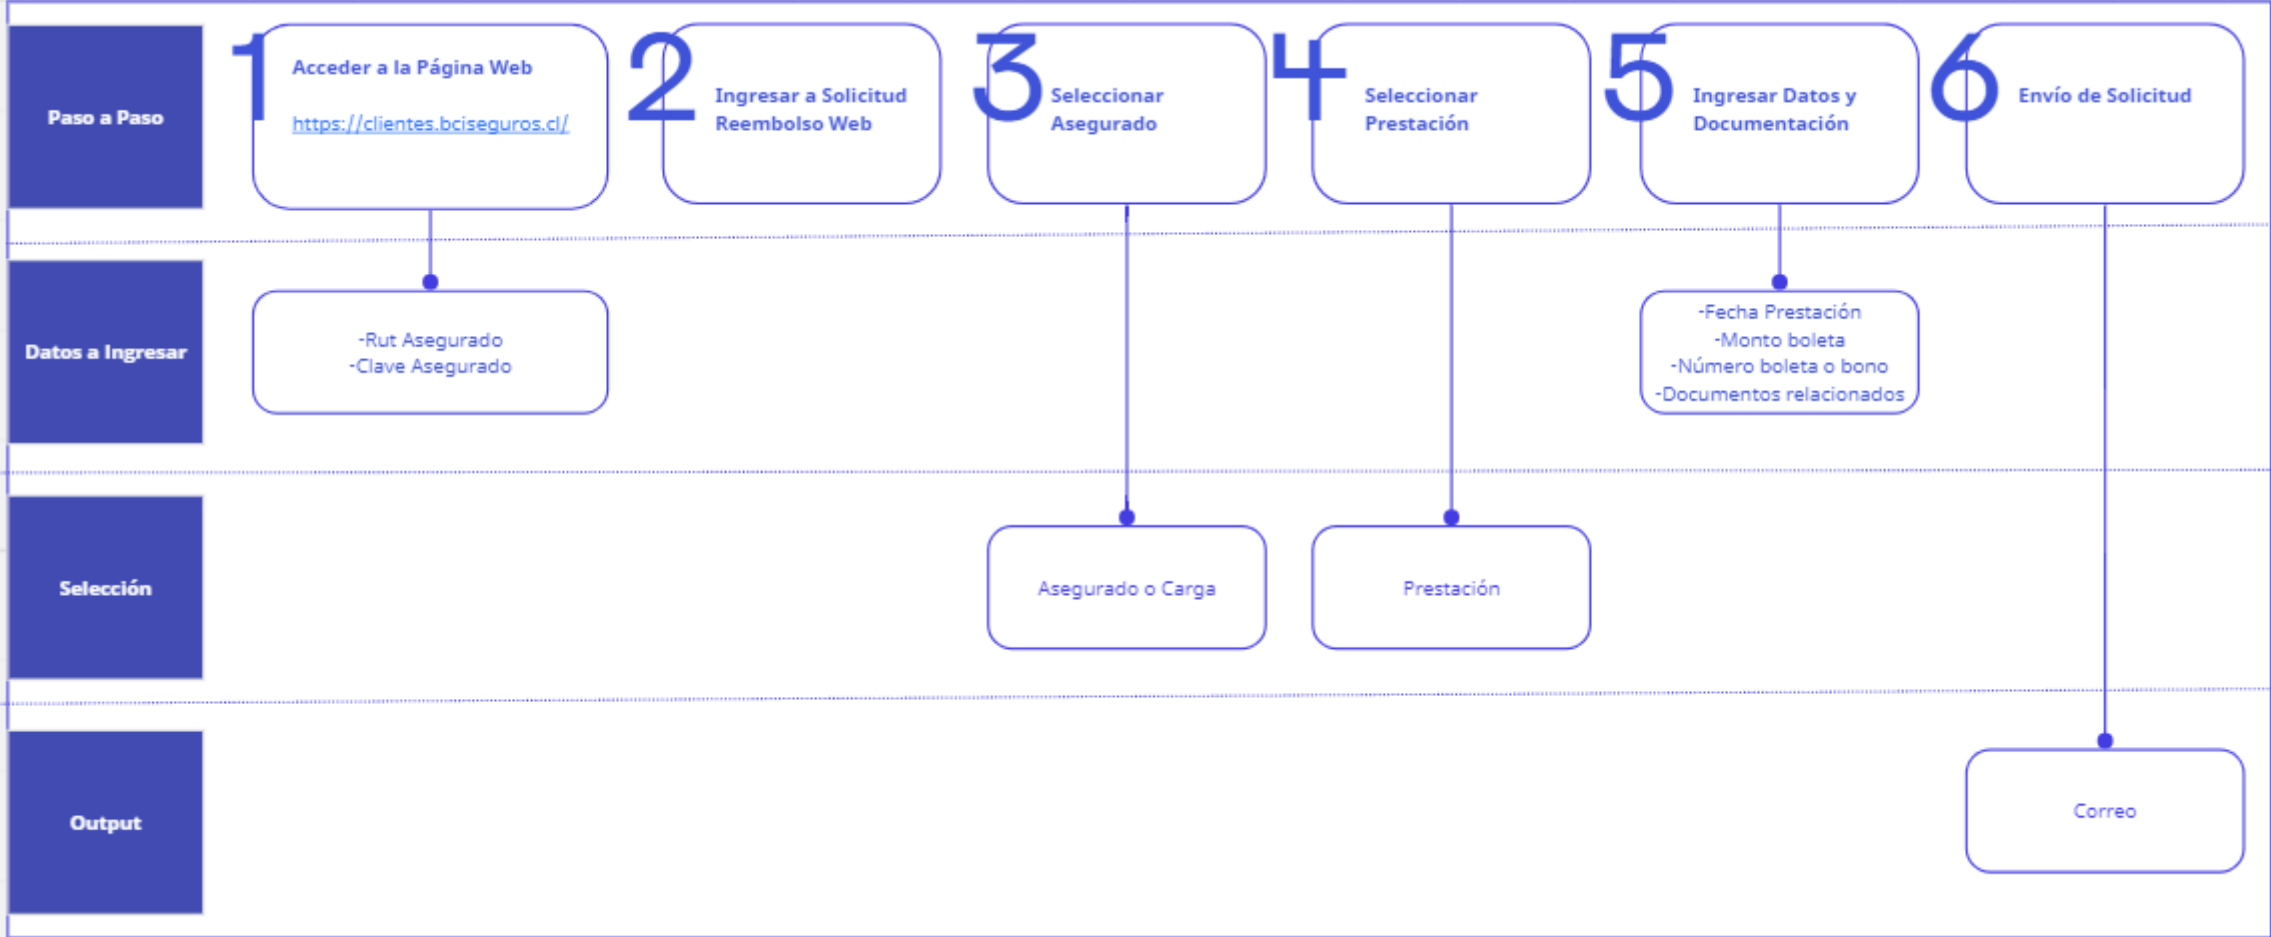 Paso a Paso
1
Acceder a la Página Web
https://clientes.bciseguros.cl/
2
Ingresar a Solicitud
Reembolso Web
3
Seleccionar
Asegurado
4
Seleccionar
Prestación
5
Ingresar Datos y
Documentación
6
Envío de Solicitud
Datos a Ingresar
-Rut Asegurado
-Clave Asegurado
-Fecha Prestación
-Monto boleta
-Número boleta o bono
-Documentos relacionados
Selección
Asegurado o Carga
Prestación
Output
Correo